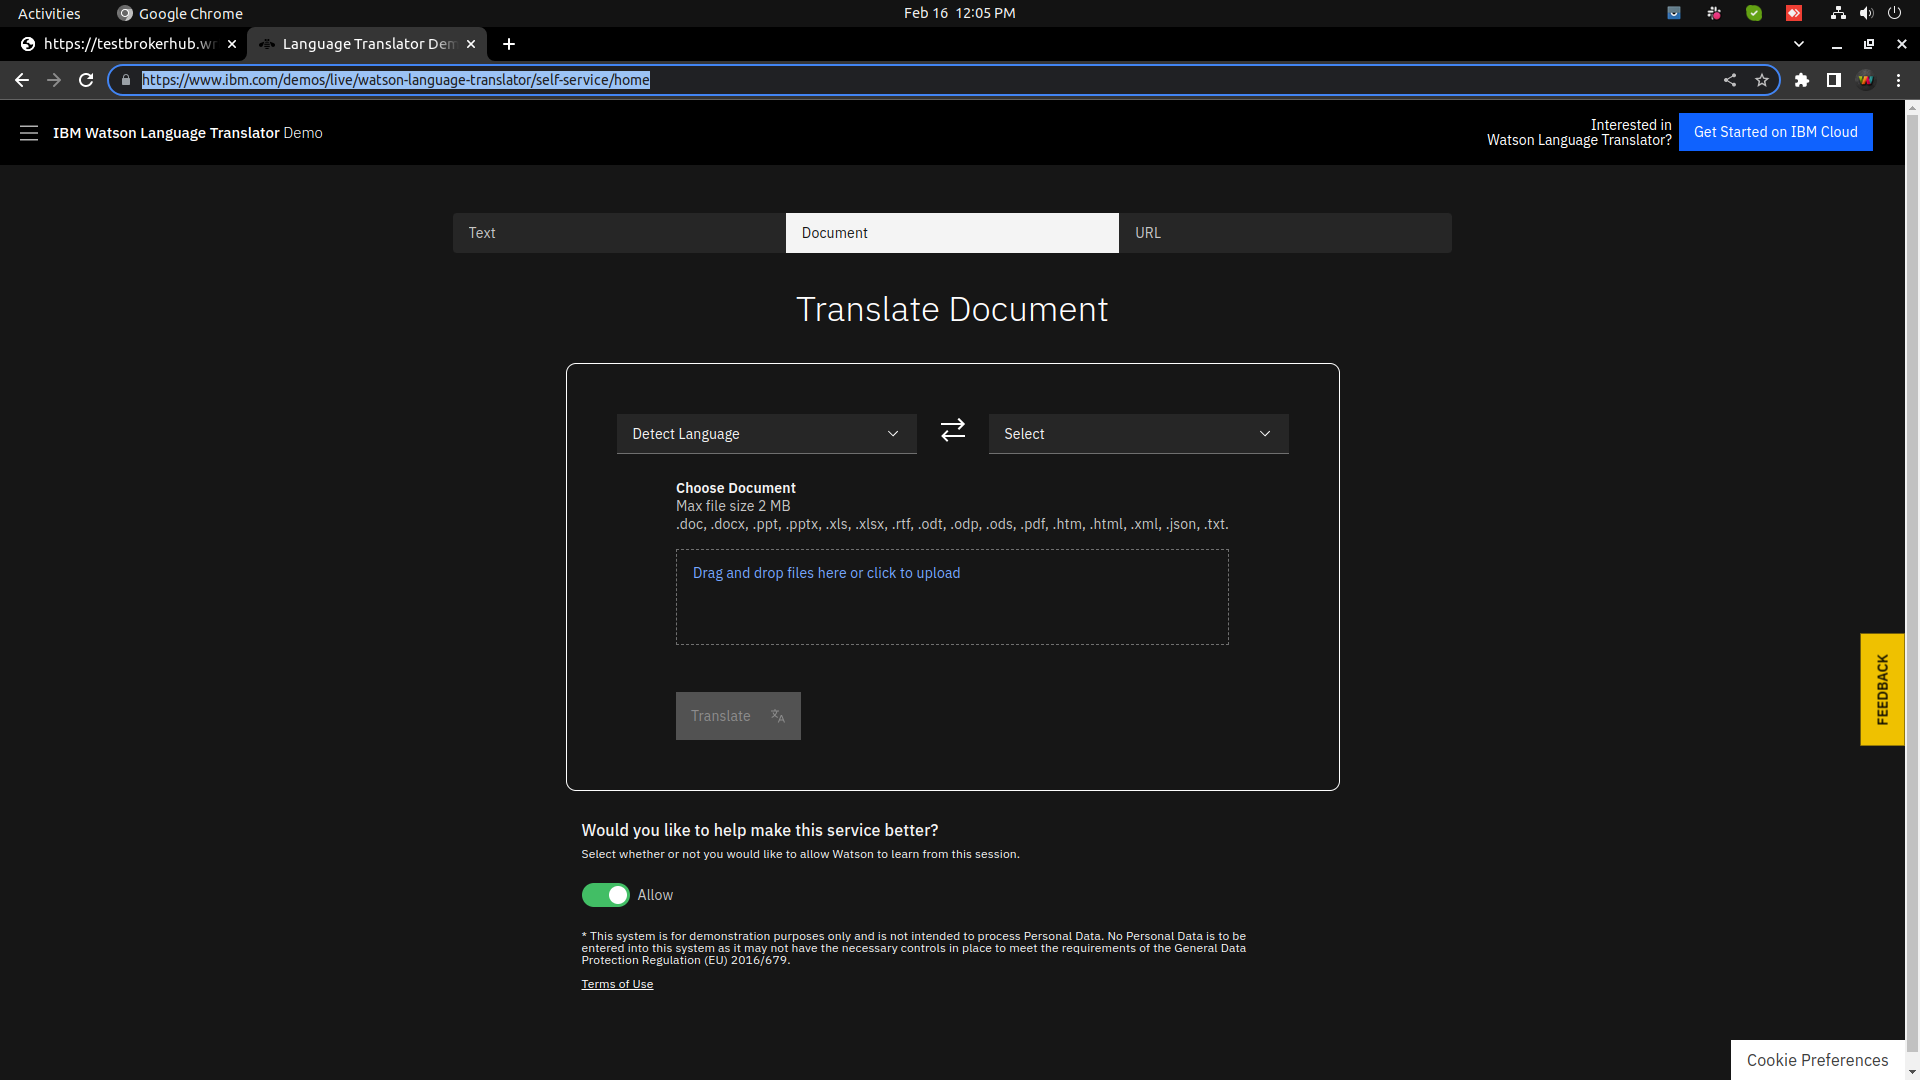 Activities
Google Chrome
Feb 16 12:05 PM
https://testbrokerhub.wr
Language Translator Dem
https://www.ibm.com/demos/live/watson-language-translator/self-service/home
IBM Watson Language Translator Demo
Interested in
Watson Language Translator?
Get Started on IBM Cloud
Text
Document
URL
Translate Document
Detect Language
Select
Choose Document
Max file size 2 MB
.doc, .docx, .ppt, .pptx, .xls, .xlsx, .rtf, .odt, .odp, .ods, .pdf, .htm, .html, .xml, .json, .txt.
Drag and drop files here or click to upload
Translate
FEEDBACK
Would you like to help make this service better?
Select whether or not you would like to allow Watson to learn from this session.
Allow
* This system is for demonstration purposes only and is not intended to process Personal Data. No Personal Data is to be
entered into this system as it may not have the necessary controls in place to meet the requirements of the General Data
Protection Regulation (EU) 2016/679.
Terms of Use
Cookie Preferences